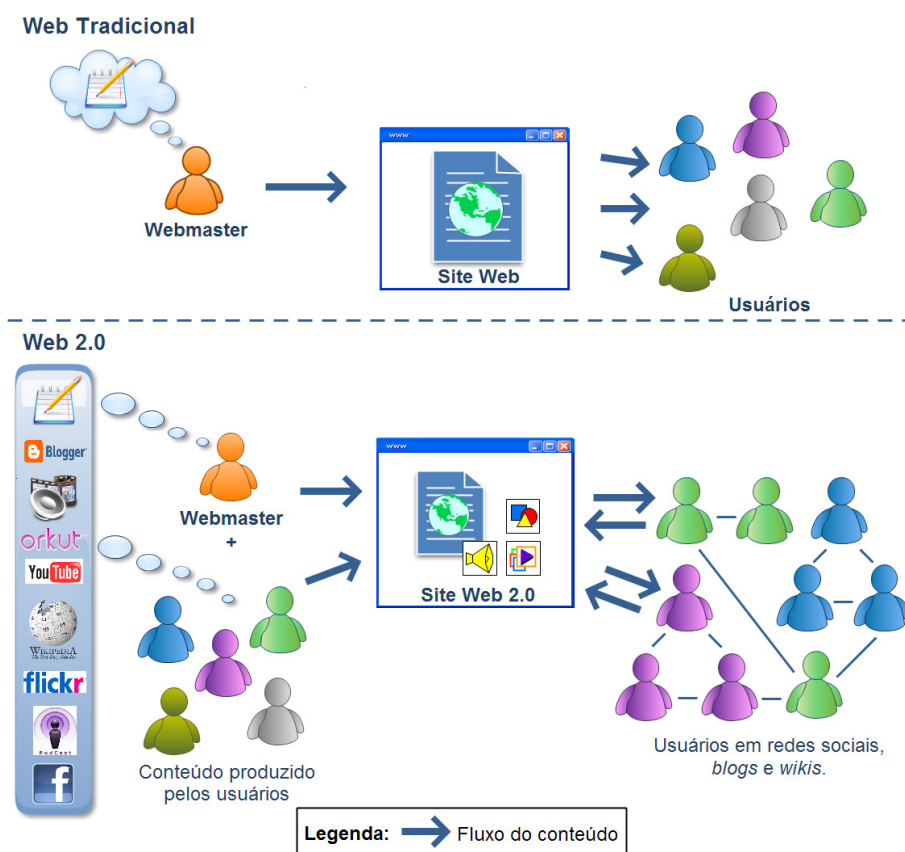 Web Tradicional
www
Webmaster
Site Web
Usuários
Web 2.0
Blogger
orkut
YouTube
WIKIPEDIA
flickr
PodCast
f
www
Webmaster
+
Site Web 2.0
Conteúdo produzido
pelos usuários
Usuários em redes sociais,
blogs e wikis.
Legenda: Fluxo do conteúdo